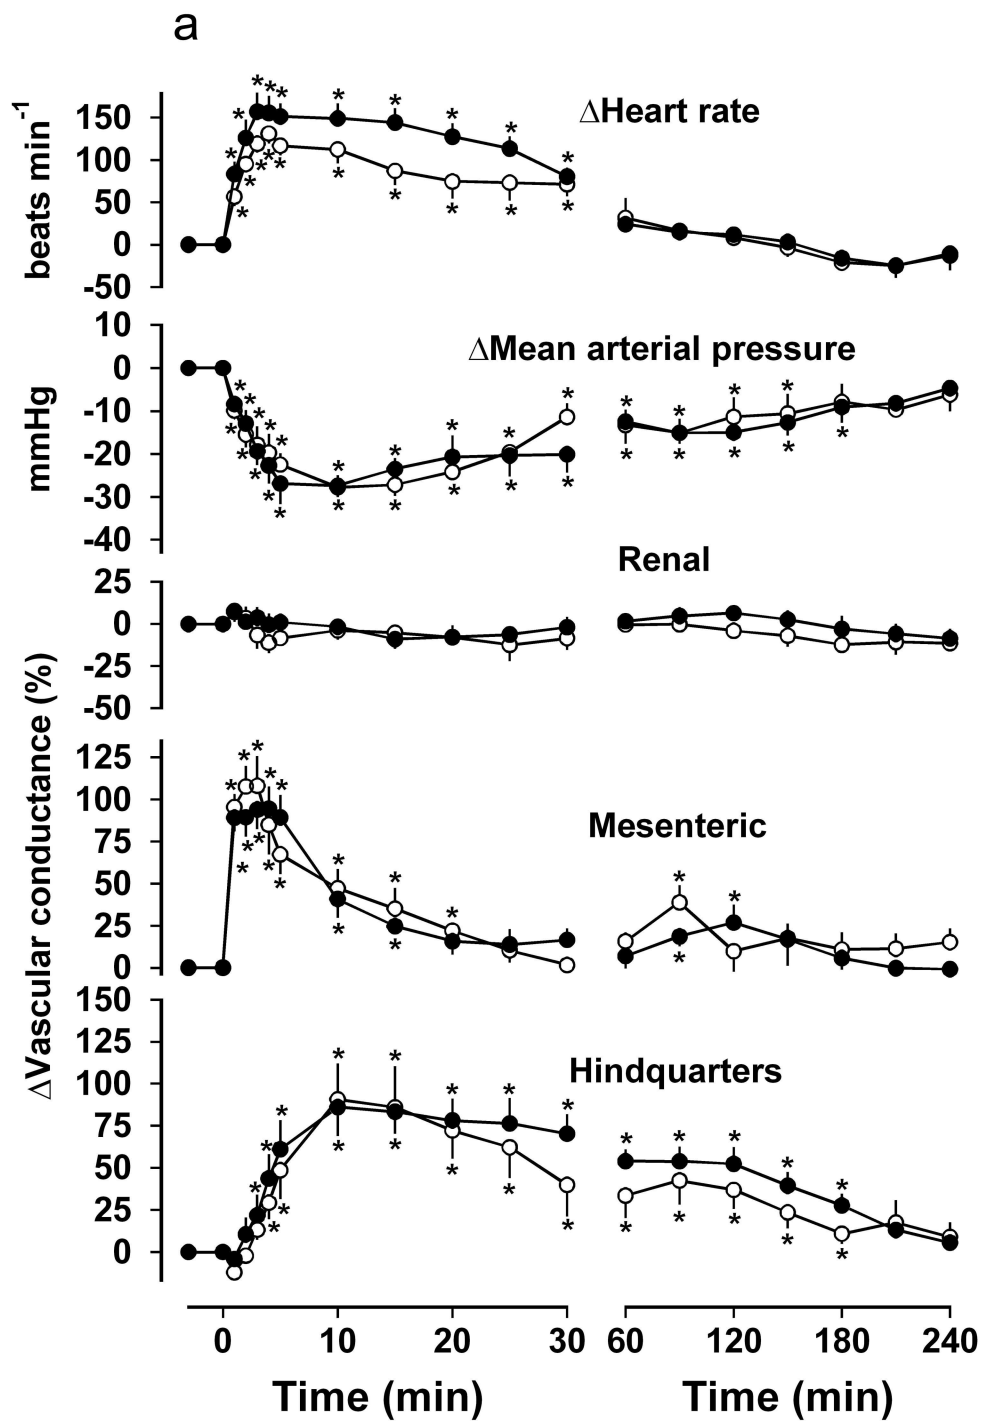 a
ΔHeart rate
beats min-1
150
100
50
0
-50
ΔMean arterial pressure
mmHg
10
0
-10
-20
-30
-40
Renal
ΔVascular conductance (%)
25
0
-25
-50
Mesenteric
125
100
75
50
25
0
Hindquarters
150
125
100
75
50
25
0
0 10 20 30 60 120 180 240
Time (min) Time (min)